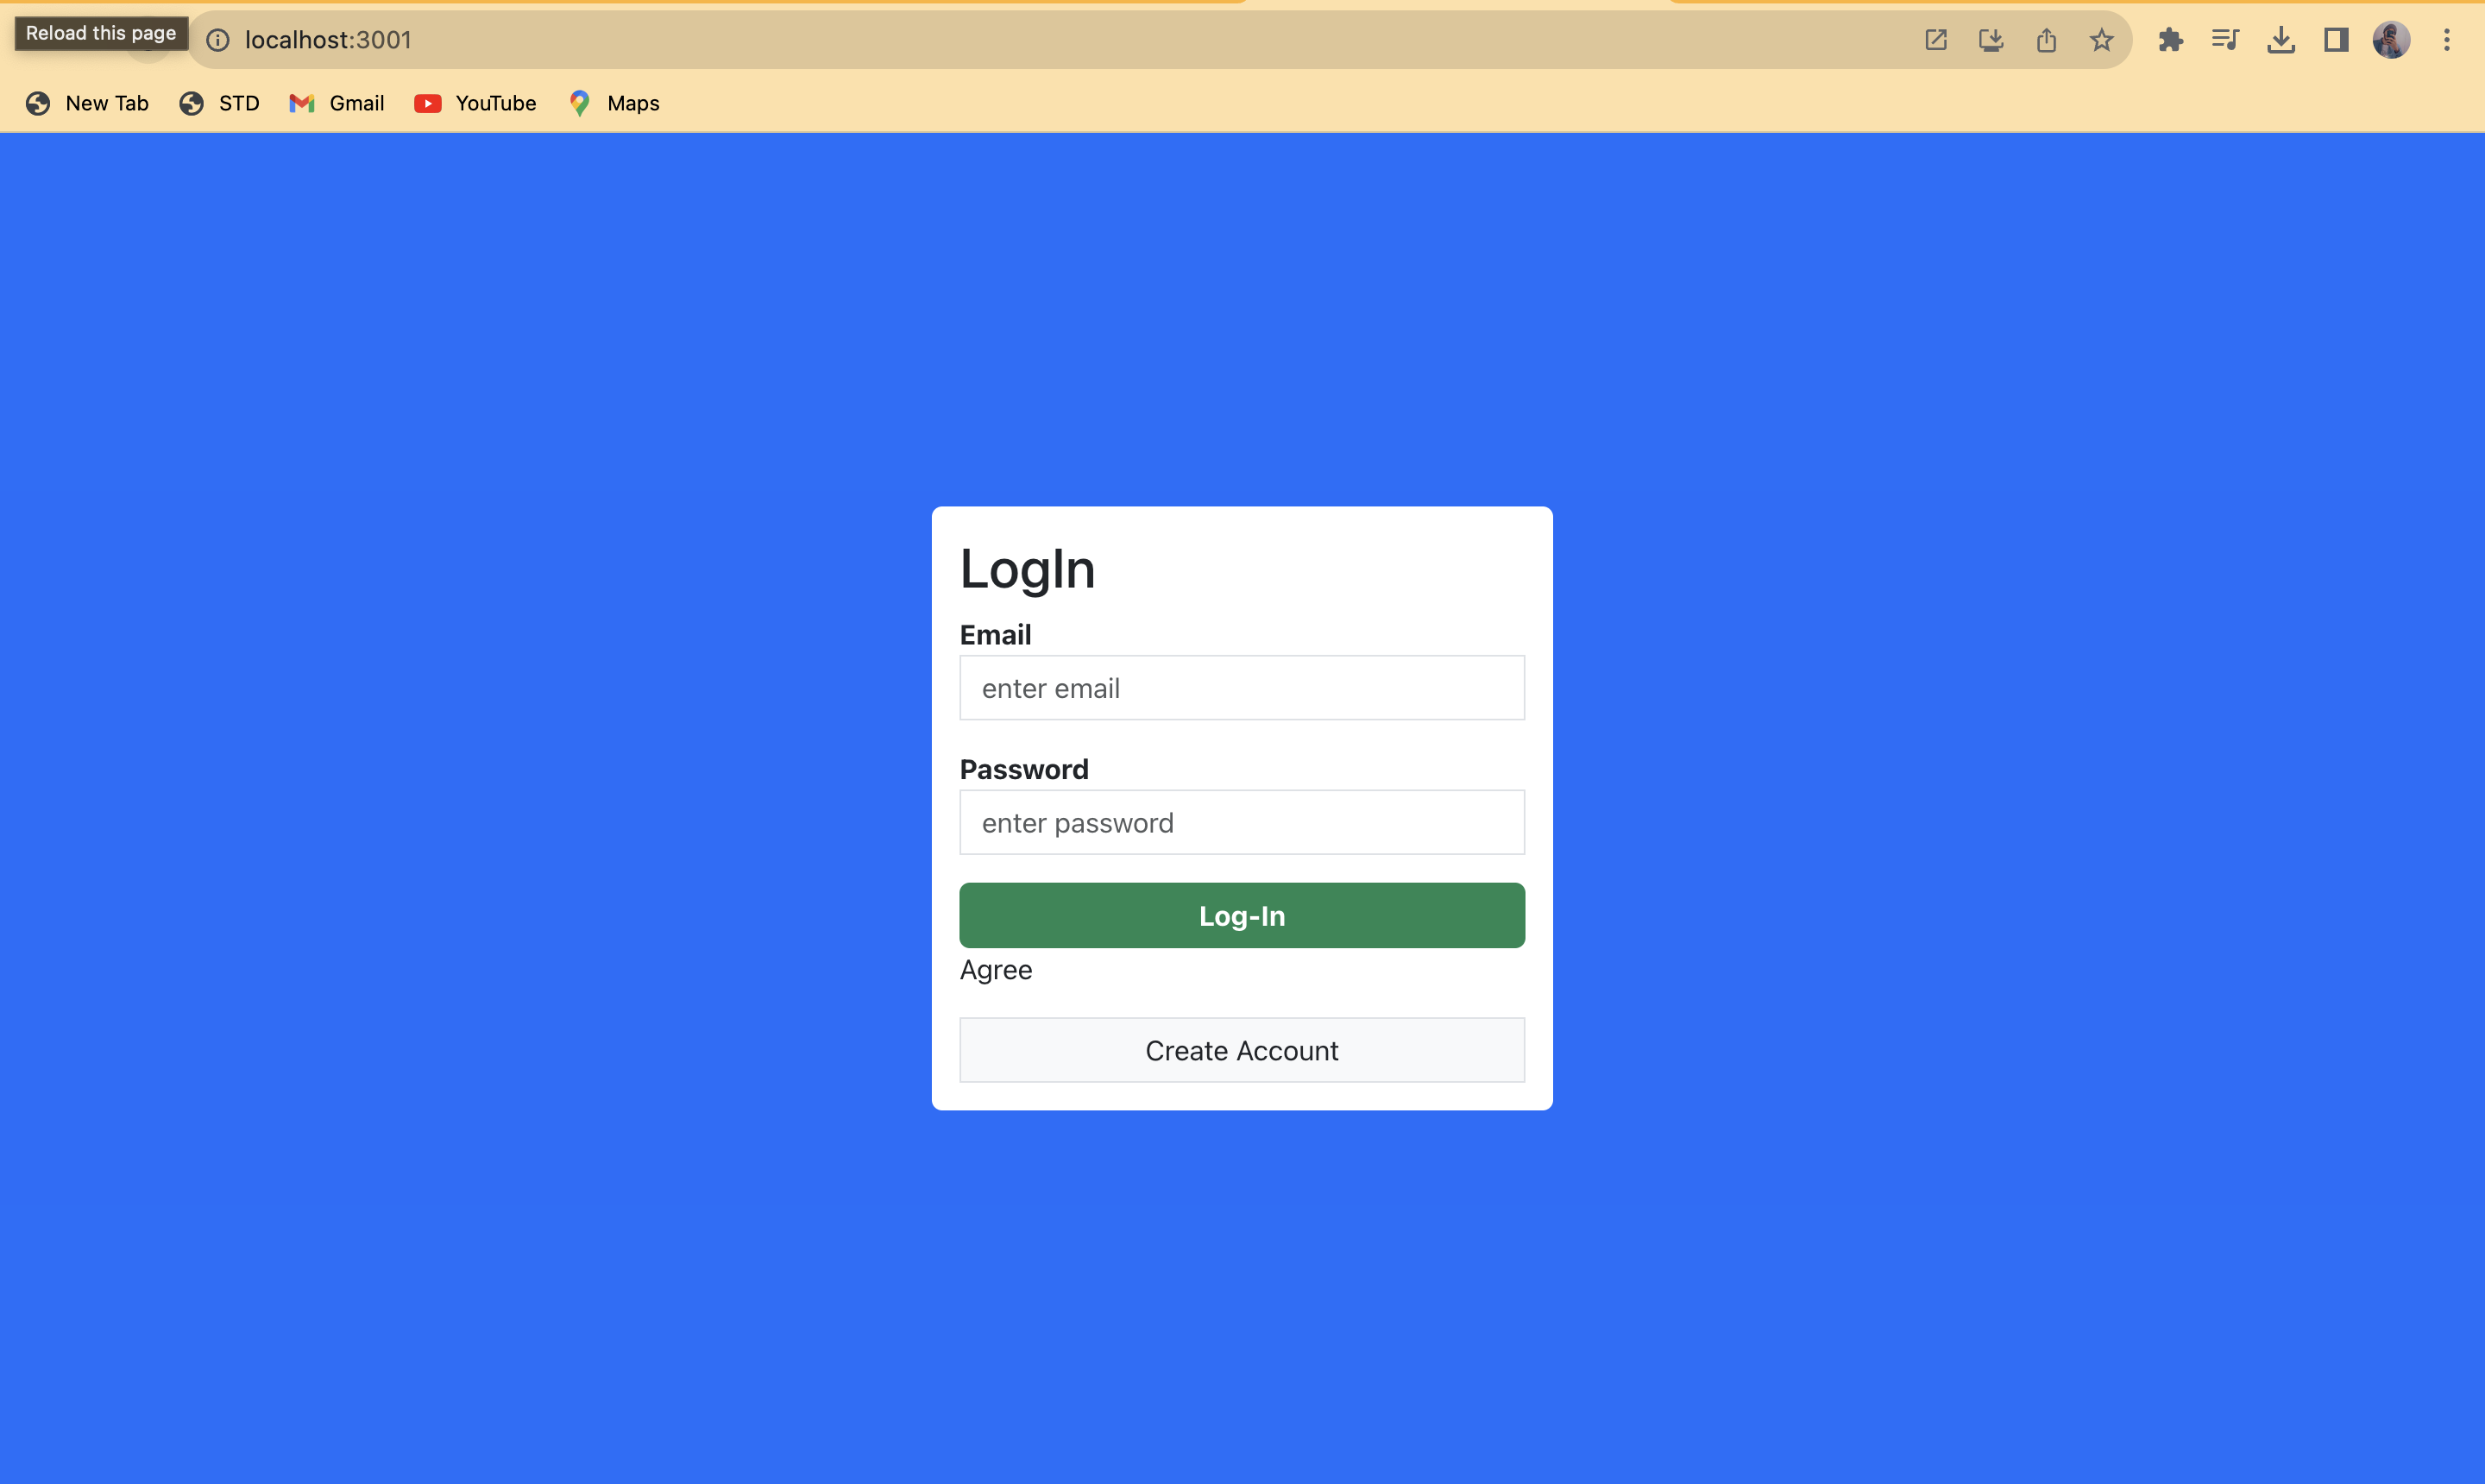 Reload this page
localhost:3001
New Tab STD Gmail YouTube Maps
LogIn
Email
enter email
Password
enter password
Log-In
Agree
Create Account